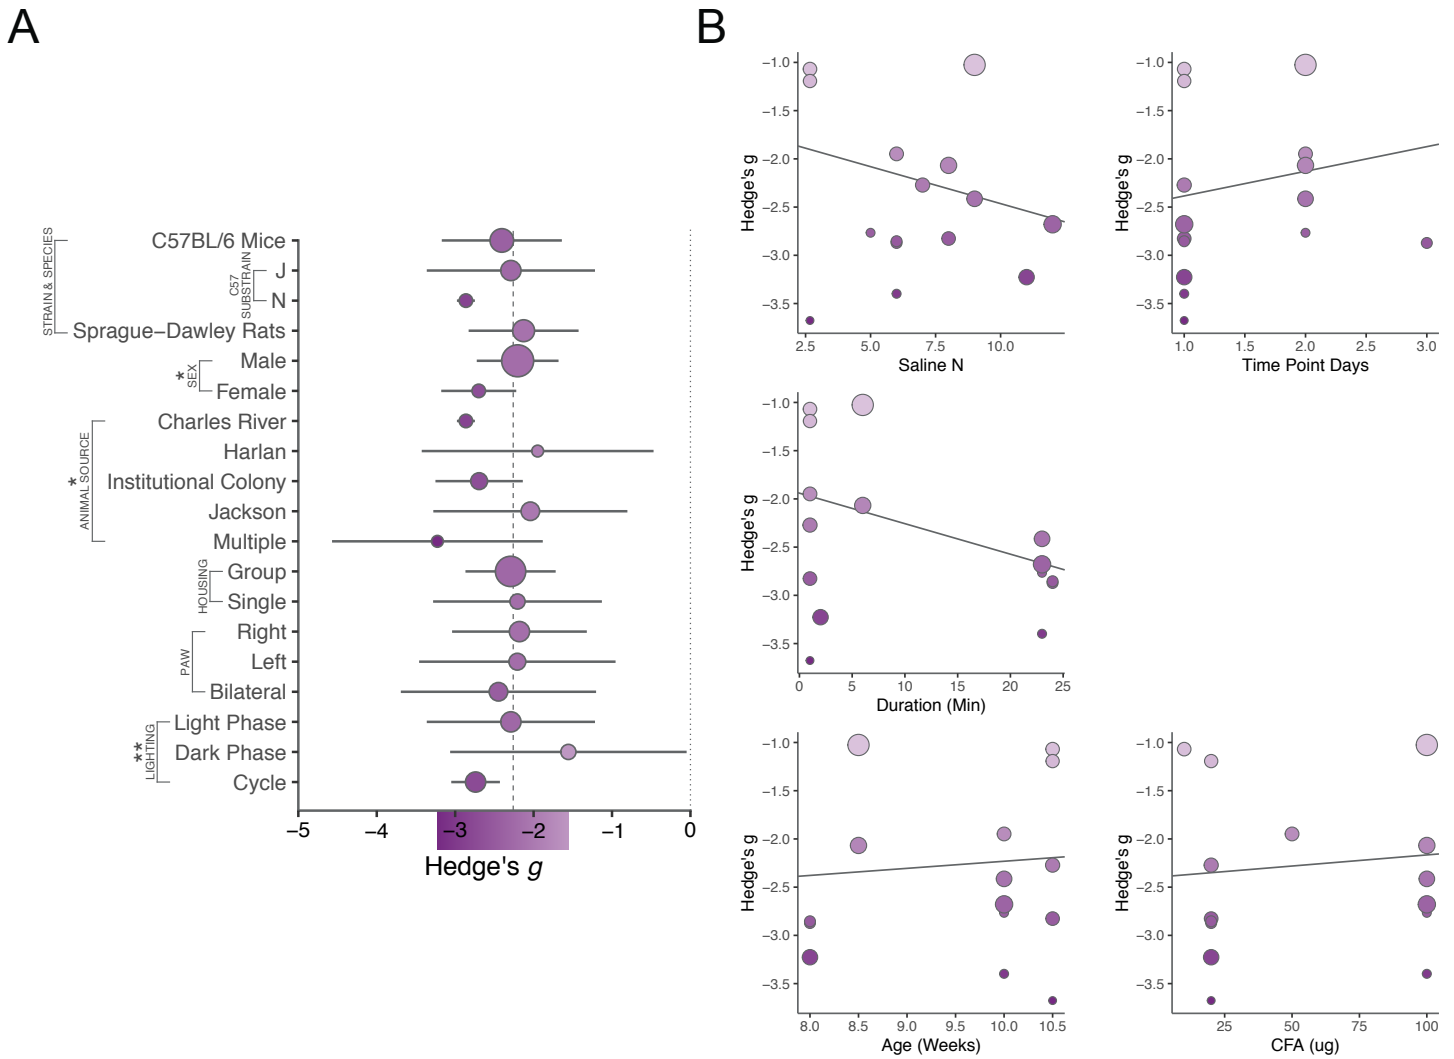 A
STRAIN & SPECIES
C57BL/6 Mice
C57
SUBSTRAIN
J
N
Sprague−Dawley Rats
*
SEX
Male
Female
*
ANIMAL SOURCE
Charles River
Harlan
Institutional Colony
Jackson
Multiple
HOUSING
Group
Single
PAW
Right
Left
Bilateral
**
LIGHTING
Light Phase
Dark Phase
Cycle
−5 −4 −3 −2 −1 0
Hedge's g
B
Hedge's g
−1.0
−1.5
−2.0
−2.5
−3.0
−3.5
2.5 5.0 7.5 10.0
Saline N
Hedge's g
−1.0
−1.5
−2.0
−2.5
−3.0
−3.5
1.0 1.5 2.0 2.5 3.0
Time Point Days
Hedge's g
−1.0
−1.5
−2.0
−2.5
−3.0
−3.5
0 5 10 15 20 25
Duration (Min)
Hedge's g
−1.0
−1.5
−2.0
−2.5
−3.0
−3.5
8.0 8.5 9.0 9.5 10.0 10.5
Age (Weeks)
Hedge's g
−1.0
−1.5
−2.0
−2.5
−3.0
−3.5
25 50 75 100
CFA (ug)